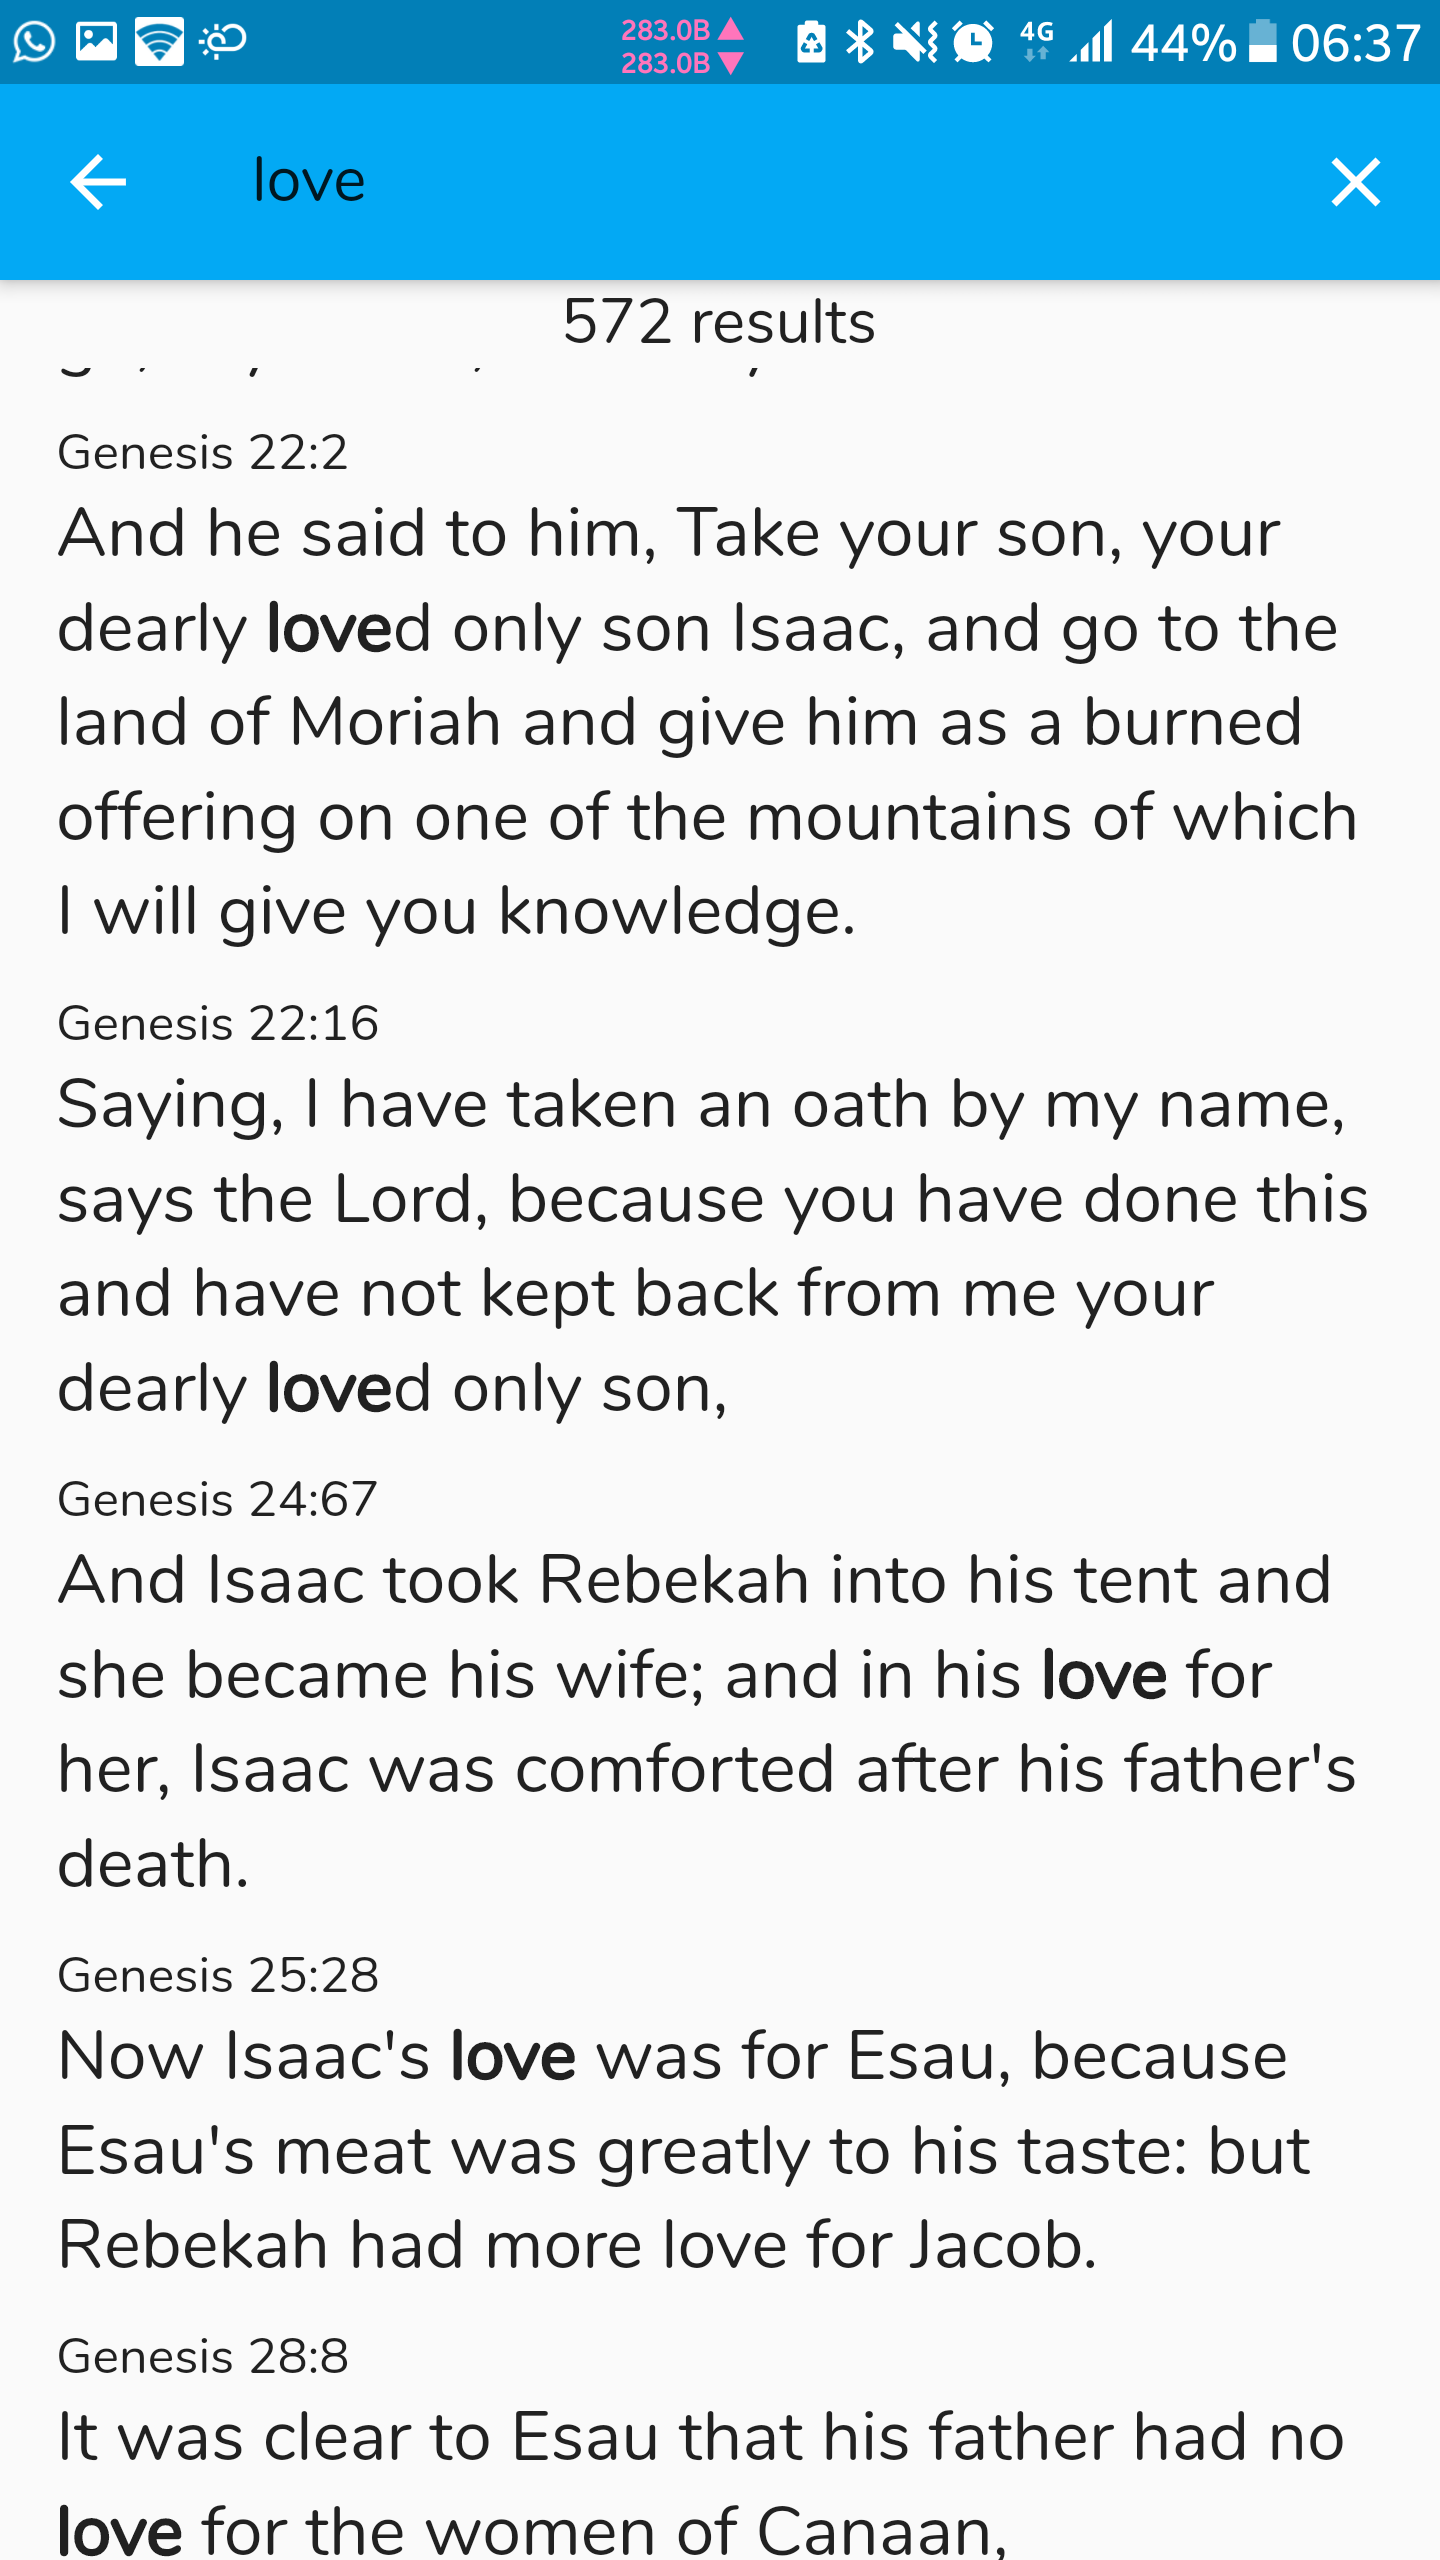 283.0B
283.0B
4G
44%
06:37
love
572 results
Genesis 22:2
And he said to him, Take your son, your
dearly loved only son Isaac, and go to the
land of Moriah and give him as a burned
offering on one of the mountains of which
I will give you knowledge.
Genesis 22:16
Saying, I have taken an oath by my name,
says the Lord, because you have done this
and have not kept back from me your
dearly loved only son,
Genesis 24:67
And Isaac took Rebekah into his tent and
she became his wife; and in his love for
her, Isaac was comforted after his father's
death.
Genesis 25:28
Now Isaac's love was for Esau, because
Esau's meat was greatly to his taste: but
Rebekah had more love for Jacob.
Genesis 28:8
It was clear to Esau that his father had no
love for the women of Canaan,